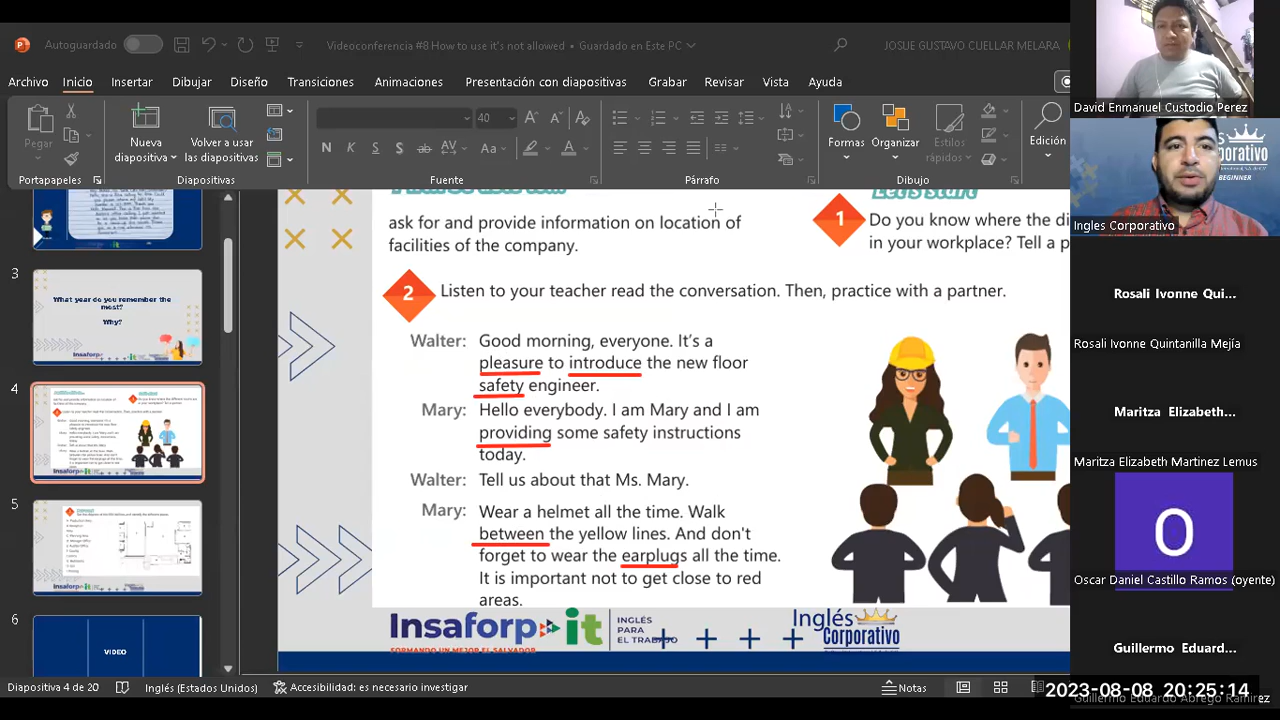 Autoguardado
Videoconferencia #8 How to use it's not allowed • Guardado en Este PC
JOSUE GUSTAVO CUELLAR MELARA
Archivo Inicio Insertar Dibujar Diseño Transiciones Animaciones Presentación con diapositivas Grabar Revisar Vista Ayuda
Pegar
Nueva diapositiva
Volver a usar las diapositivas
40
N K S S ab AV Aa A
Formas
Organizar
Estilos rápidos
Edición
Portapapeles
Diapositivas
Fuente
Párrafo
Dibujo
3
What year do you remember the most?
Why?
4
5
6
VIDEO
ask for and provide information on location of
facilities of the company.
1
Do you know where the di
in your workplace? Tell a p
2
Listen to your teacher read the conversation. Then, practice with a partner.
Walter: Good morning, everyone. It's a
pleasure to introduce the new floor
safety engineer.
Mary: Hello everybody. I am Mary and I am
providing some safety instructions
today.
Walter: Tell us about that Ms. Mary.
Mary: Wear a helmet all the time. Walk
between the yellow lines. And don't
forget to wear the earplugs all the time.
It is important not to get close to red
areas.
Insaforp it
INGLÉS
PARA
EL TRABAJO
FORMANDO UN MEJOR EL SALVADOR
Inglés
Corporativo
Diapositiva 4 de 20
Inglés (Estados Unidos)
Accesibilidad: es necesario investigar
Notas
David Enmanuel Custodio Perez
BEGINNER
Ingles Corporativo
Rosali Ivonne Qui...
Rosali Ivonne Quintanilla Mejía
Maritza Elizabeth...
Maritza Elizabeth Martinez Lemus
O
Oscar Daniel Castillo Ramos (oyente)
Guillermo Eduard...
Guillermo Eduardo Abrego Ramirez
2023-08-08 20:25:14